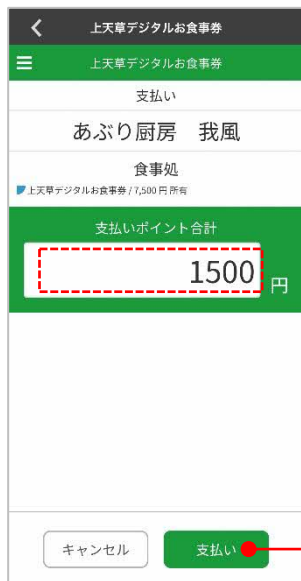 上天草デジタルお食事券
上天草デジタルお食事券
支払い
あぶり厨房　我風
食事処
上天草デジタルお食事券 / 7,500 円 所有
支払いポイント合計
1500 円
キャンセル 支払い